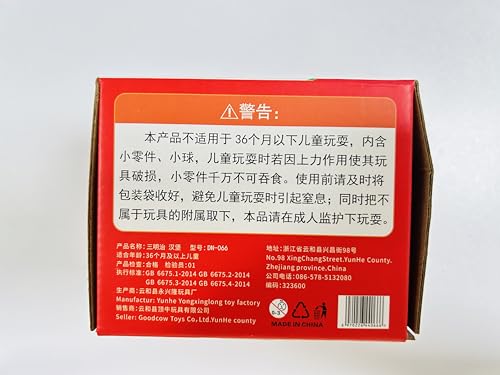 警告:
本产品不适用于36个月以下儿童玩耍，内含
小零件、小球，儿童玩耍时若因上力作用使其玩
具破损，小零件千万不可吞食。使用前请及时将
包装袋收好，避免儿童玩耍时引起窒息；同时把不
属于玩具的附属取下，本品请在成人监护下玩耍。
产品名称：三明治 汉堡 型号：DN-066
适用年龄:36个月及以上儿童
产品检查：合格 检验员:01
执行标准：GB 6675.1-2014 GB 6675.2-2014
GB 6675.3-2014 GB 6675.4-2014
生产商：云和县永兴隆玩具厂
Manufactur: Yunhe Yongxinglong toy factory
销售商：云和县顶牛玩具有限公司
Seller: Goodcow Toys Co.Ltd.YunHe county
地址:浙江省云和县兴昌街98号
No.98 XingChangStreet.YunHe County.
Zhejiang province.China
电话：086-578-5132080
编码：323600
0-3
MADE IN CHINA